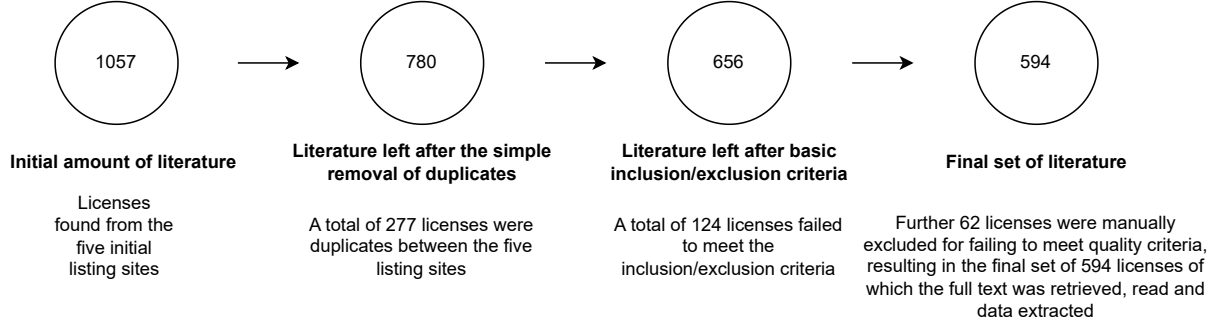 1057
780
656
594
Initial amount of literature
Licenses
found from the
five initial
listing sites
Literature left after the simple
removal of duplicates
A total of 277 licenses were
duplicates between the five
listing sites
Literature left after basic
inclusion/exclusion criteria
A total of 124 licenses failed
to meet the
inclusion/exclusion criteria
Final set of literature
Further 62 licenses were manually
excluded for failing to meet quality criteria,
resulting in the final set of 594 licenses of
which the full text was retrieved, read and
data extracted